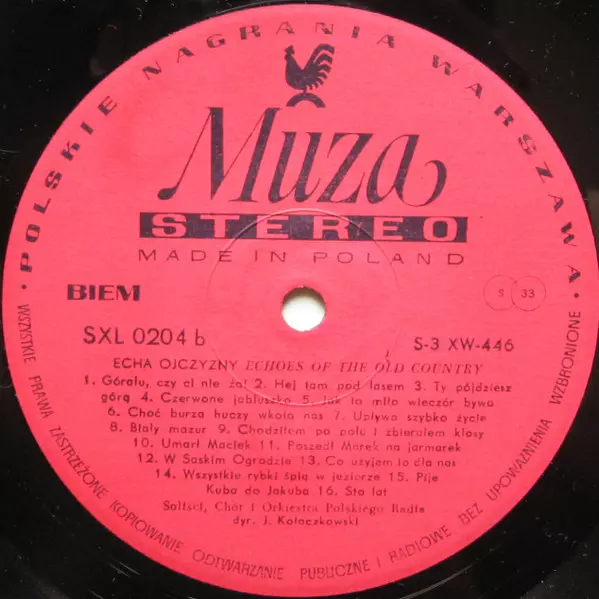 POLSKIE NAGRANIA WARSZAWA
Muza
STEREO
MADE IN POLAND
BIEM
S 33
SXL 0204 b
S-3 XW-446
ECHA OJCZYZNY ECHOES OF THE OLD COUNTRY
1. Góralu, czy ci nie żal 2. Hej tam pod lasem 3. Ty pójdziesz
górą 4. Czerwone jabłuszko 5. Jak to miło wieczór bywa
6. Choć burza huczy wkoło nas 7. Upływa szybko życie
8. Biały mazur 9. Chodziłem po polu i zbierałem kłosy
10. Umarł Maciek 11. Poszedł Marek na jarmarek
12. W Saskim Ogrodzie 13. Co użyjem to dla nas
14. Wszystkie rybki śpią w jeziorze 15. Pije
Kuba do Jakuba 16. Sto lat
Soliści, Chór i Orkiestra Polskiego Radia
dyr. J. Kołaczkowski
WSZYSTKIE PRAWA ZASTRZEŻONE KOPIOWANIE ODTWARZANIE PUBLICZNE I RADIOWE BEZ UPOWAŻNIENIA WZBRONIONE